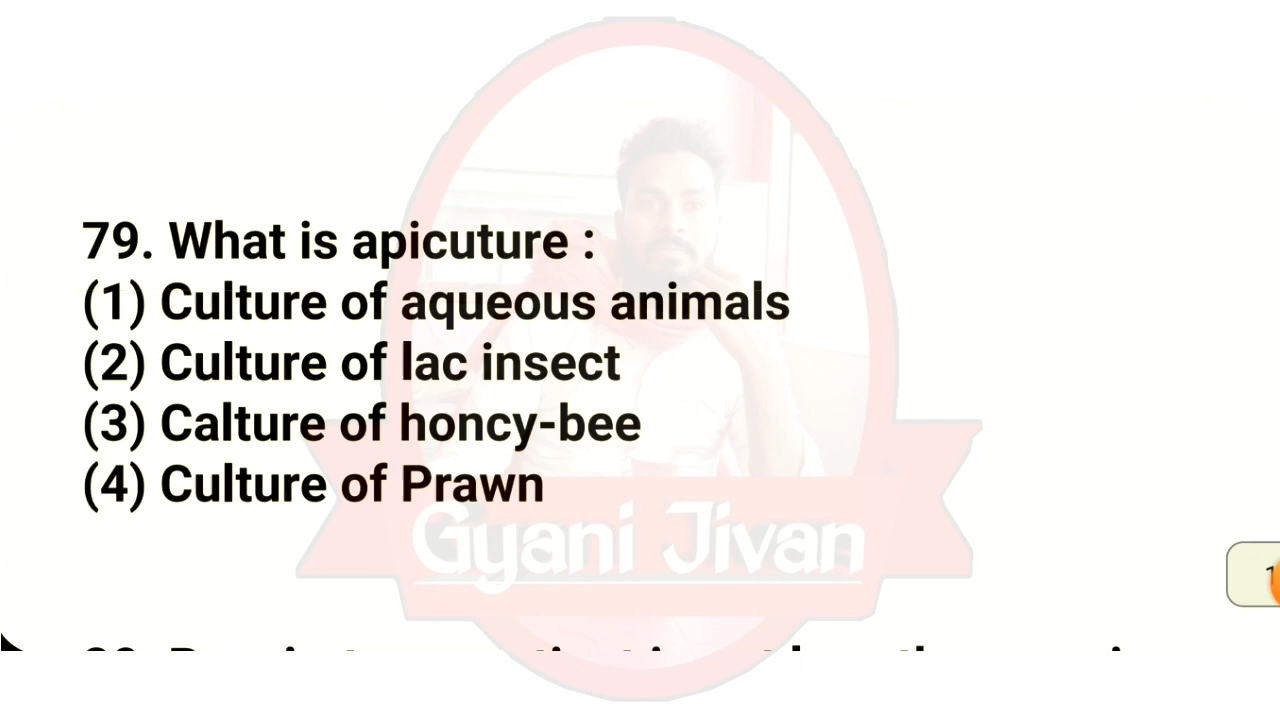 79. What is apicuture :
(1) Culture of aqueous animals
(2) Culture of lac insect
(3) Calture of honcy-bee
(4) Culture of Prawn
Gyani Jivan